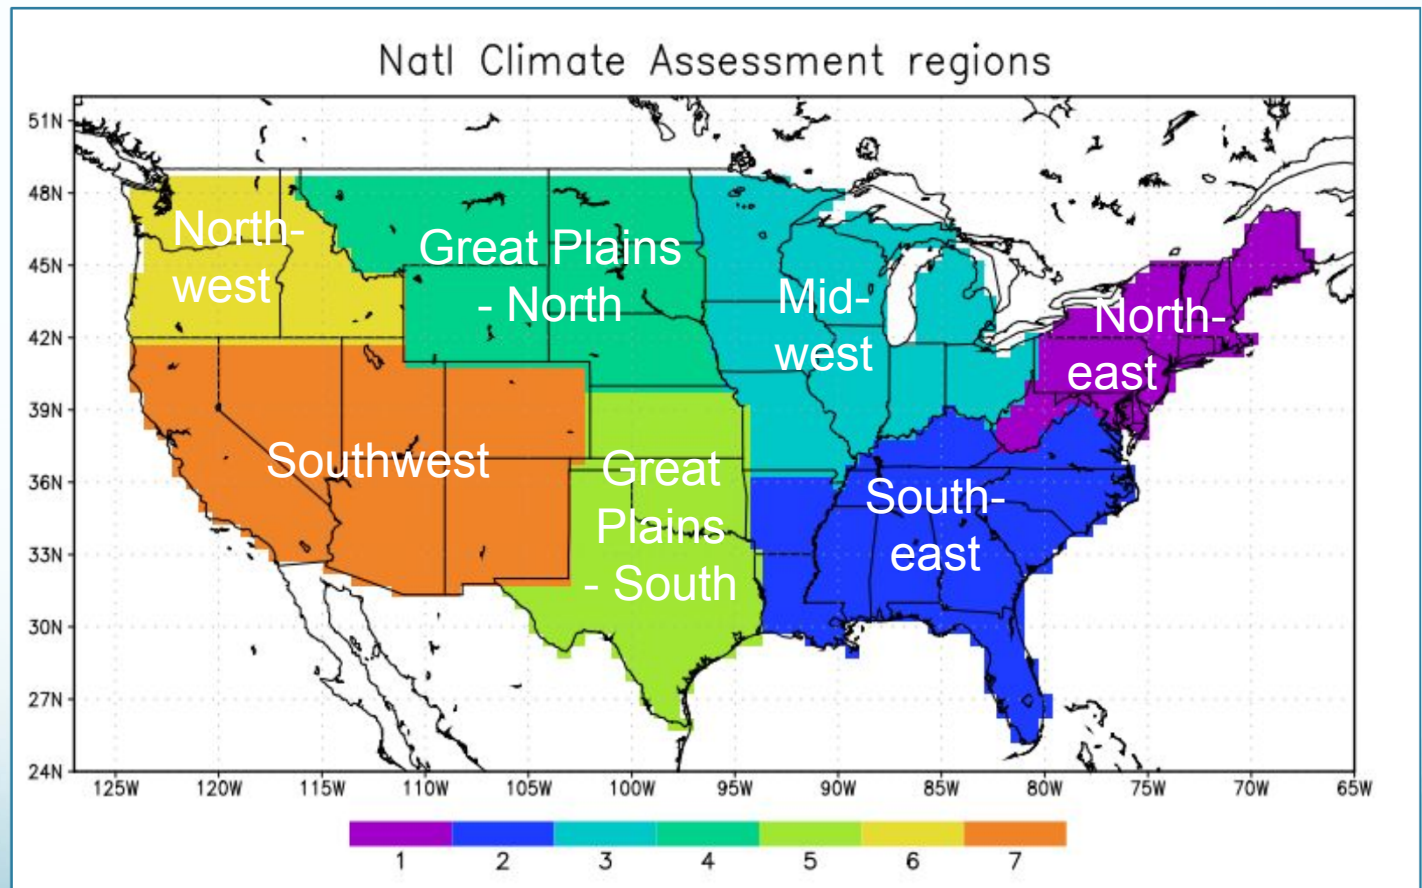 Natl Climate Assessment regions
51N
48N
45N
42N
39N
36N
33N
30N
27N
24N
North-
west
Great Plains
- North
Mid-
west
North-
east
Southwest
Great
Plains
- South
South-
east
125W 120W 115W 110W 105W 100W 95W 90W 85W 80W 75W 70W 65W
1 2 3 4 5 6 7